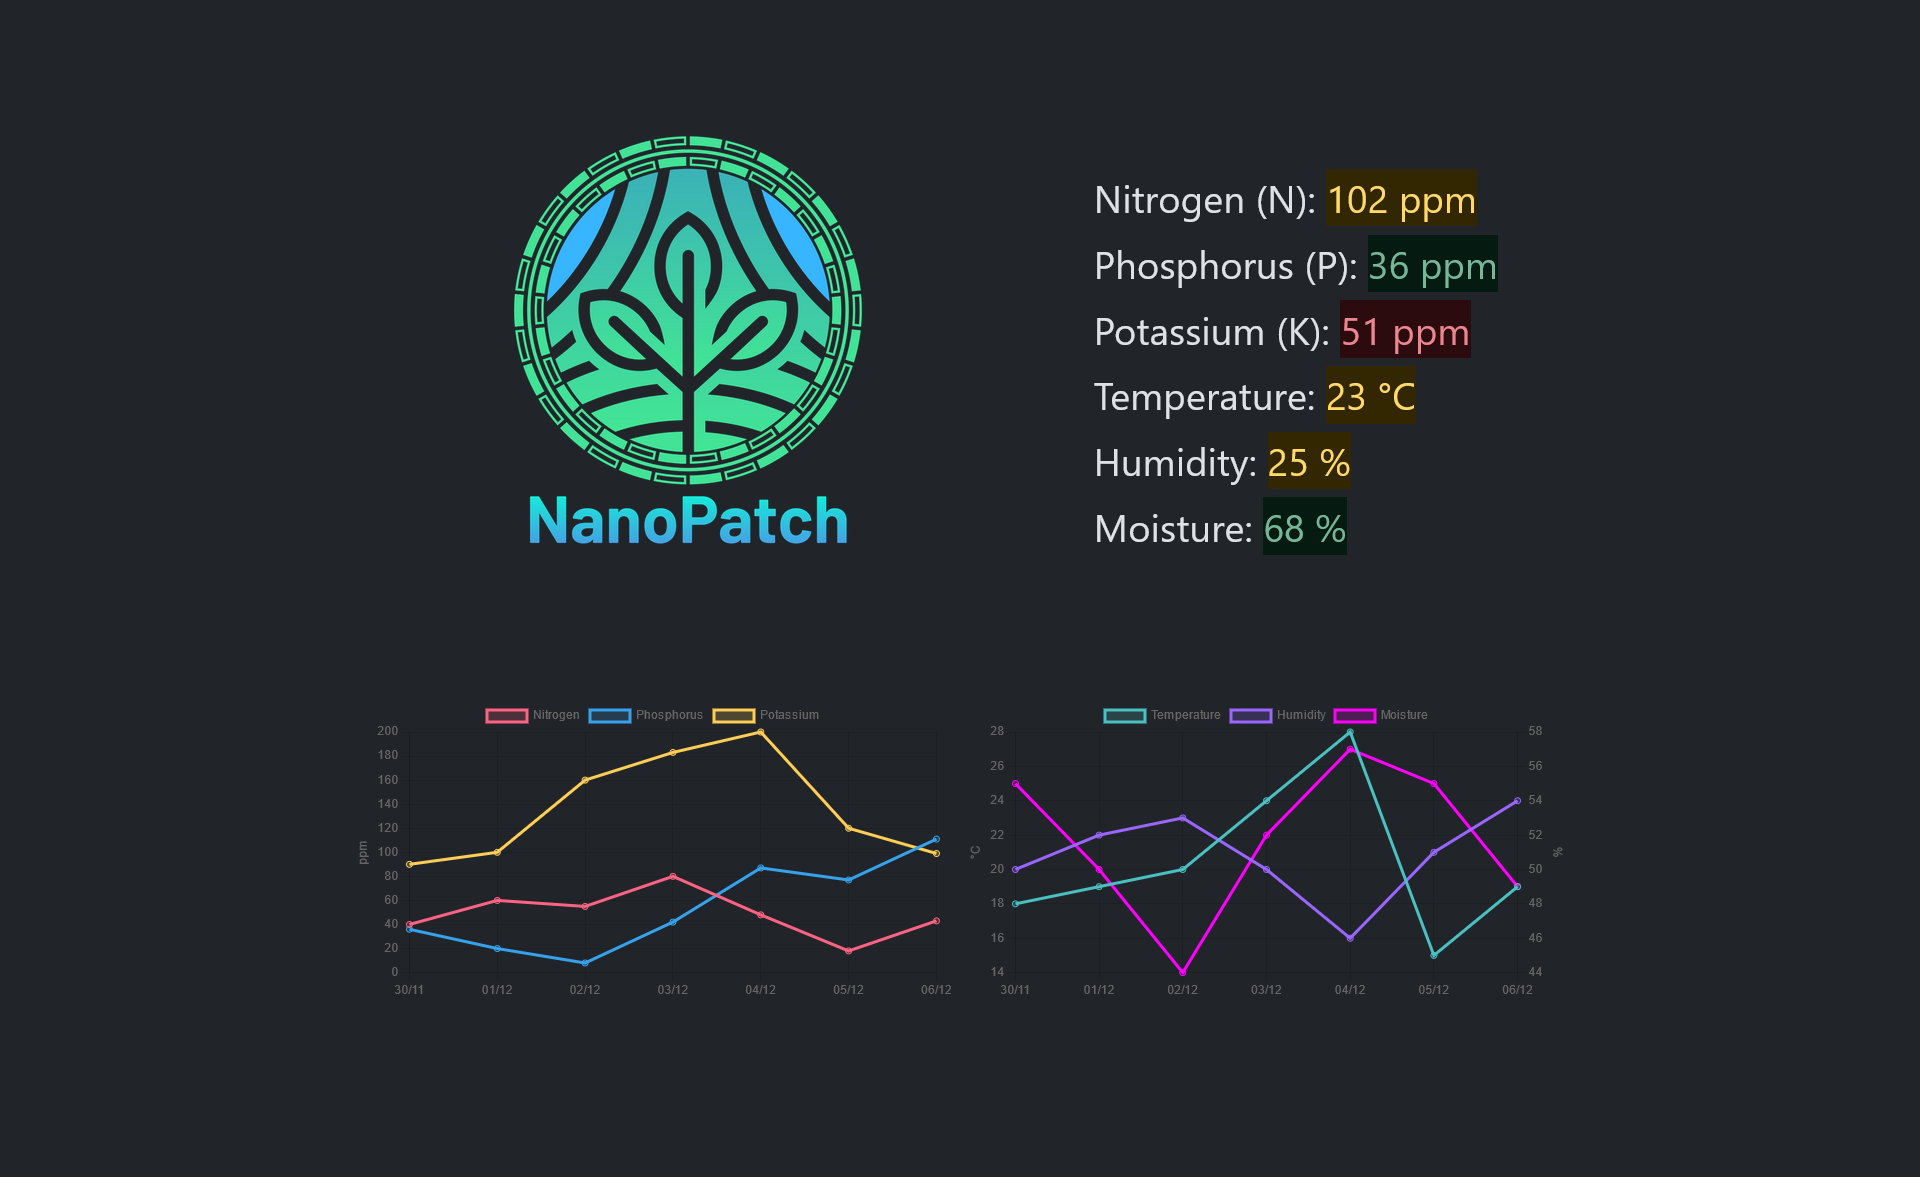 NanoPatch
Nitrogen (N): 102 ppm
Phosphorus (P): 36 ppm
Potassium (K): 51 ppm
Temperature: 23 °C
Humidity: 25 %
Moisture: 68 %
Nitrogen Phosphorus Potassium
200
180
160
140
120
100
80
60
40
20
0
ppm
30/11 01/12 02/12 03/12 04/12 05/12 06/12
Temperature Humidity Moisture
28
26
24
22
20
18
16
14
°C
58
56
54
52
50
48
46
44
%
30/11 01/12 02/12 03/12 04/12 05/12 06/12